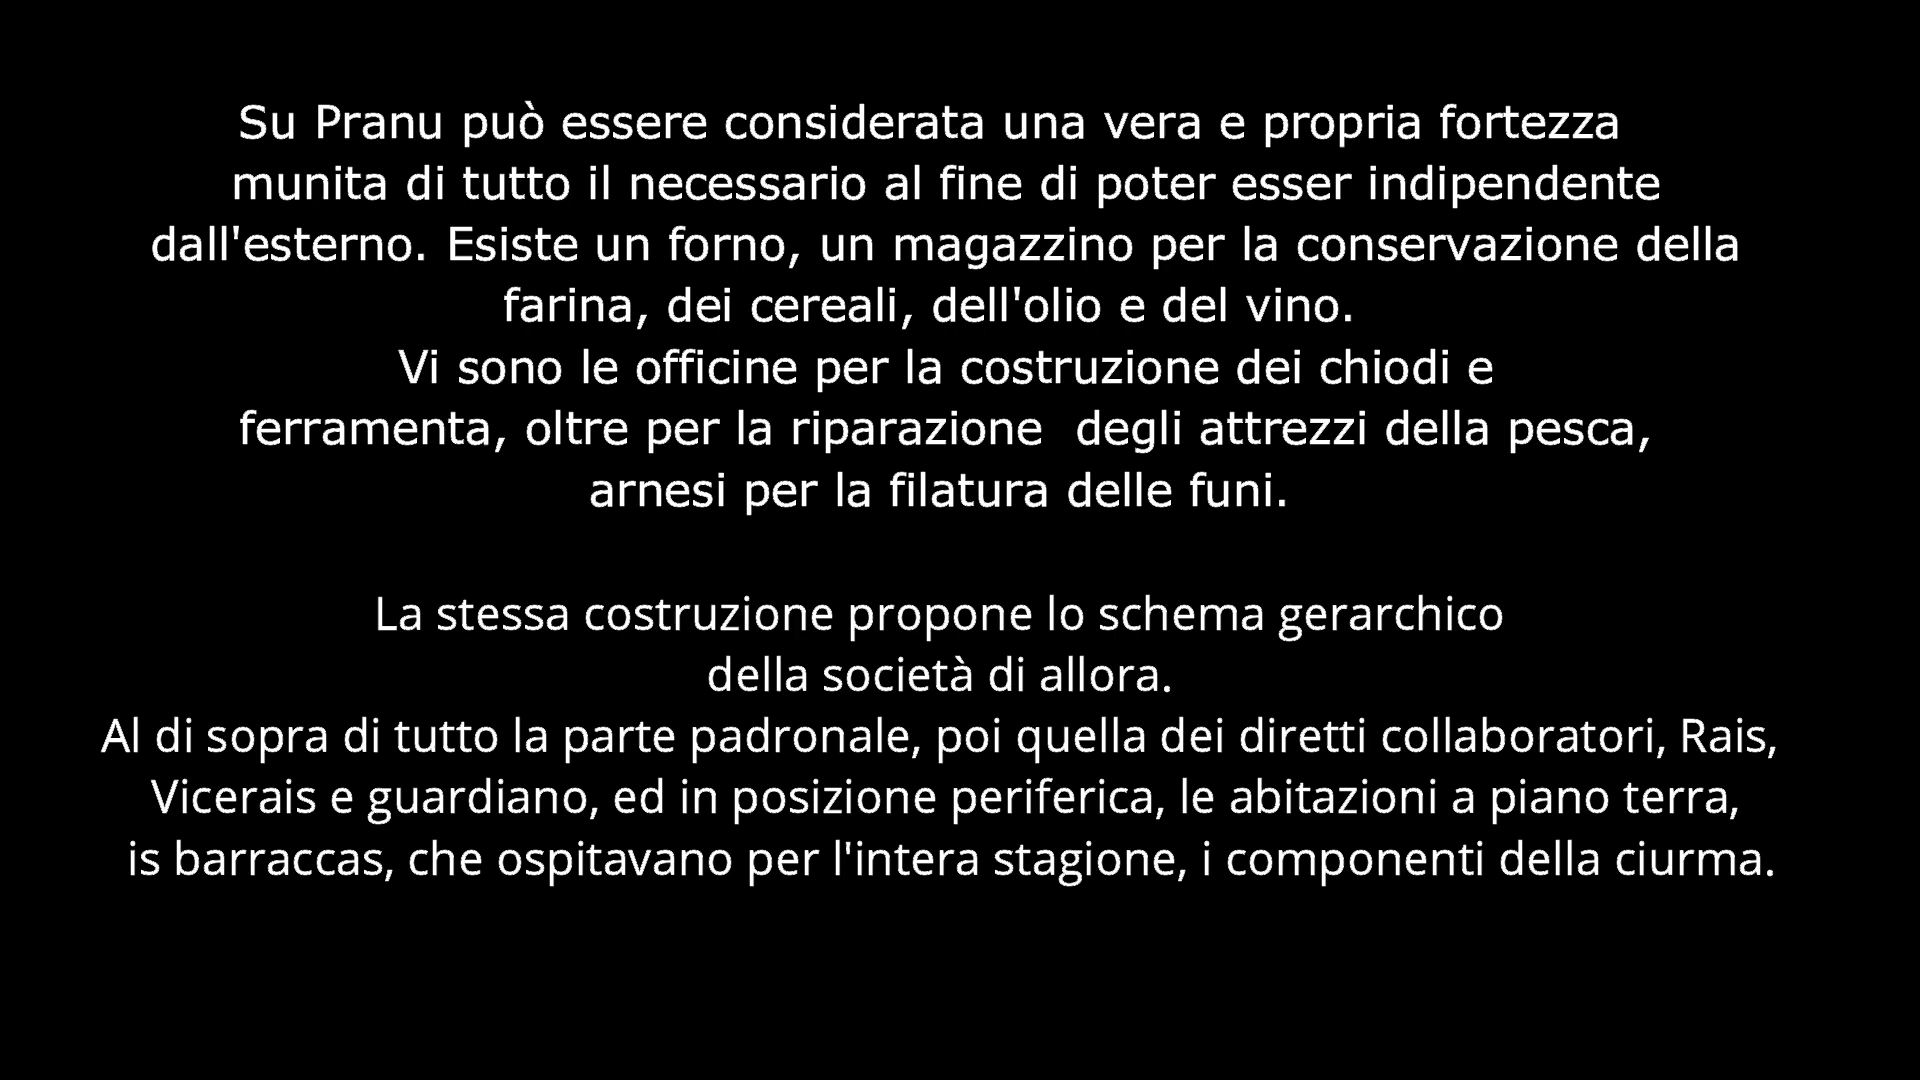 Su Pranu può essere considerata una vera e propria fortezza
munita di tutto il necessario al fine di poter esser indipendente
dall'esterno. Esiste un forno, un magazzino per la conservazione della
farina, dei cereali, dell'olio e del vino.
Vi sono le officine per la costruzione dei chiodi e
ferramenta, oltre per la riparazione  degli attrezzi della pesca,
arnesi per la filatura delle funi.
La stessa costruzione propone lo schema gerarchico
della società di allora.
Al di sopra di tutto la parte padronale, poi quella dei diretti collaboratori, Rais,
Vicerais e guardiano, ed in posizione periferica, le abitazioni a piano terra,
is barraccas, che ospitavano per l'intera stagione, i componenti della ciurma.